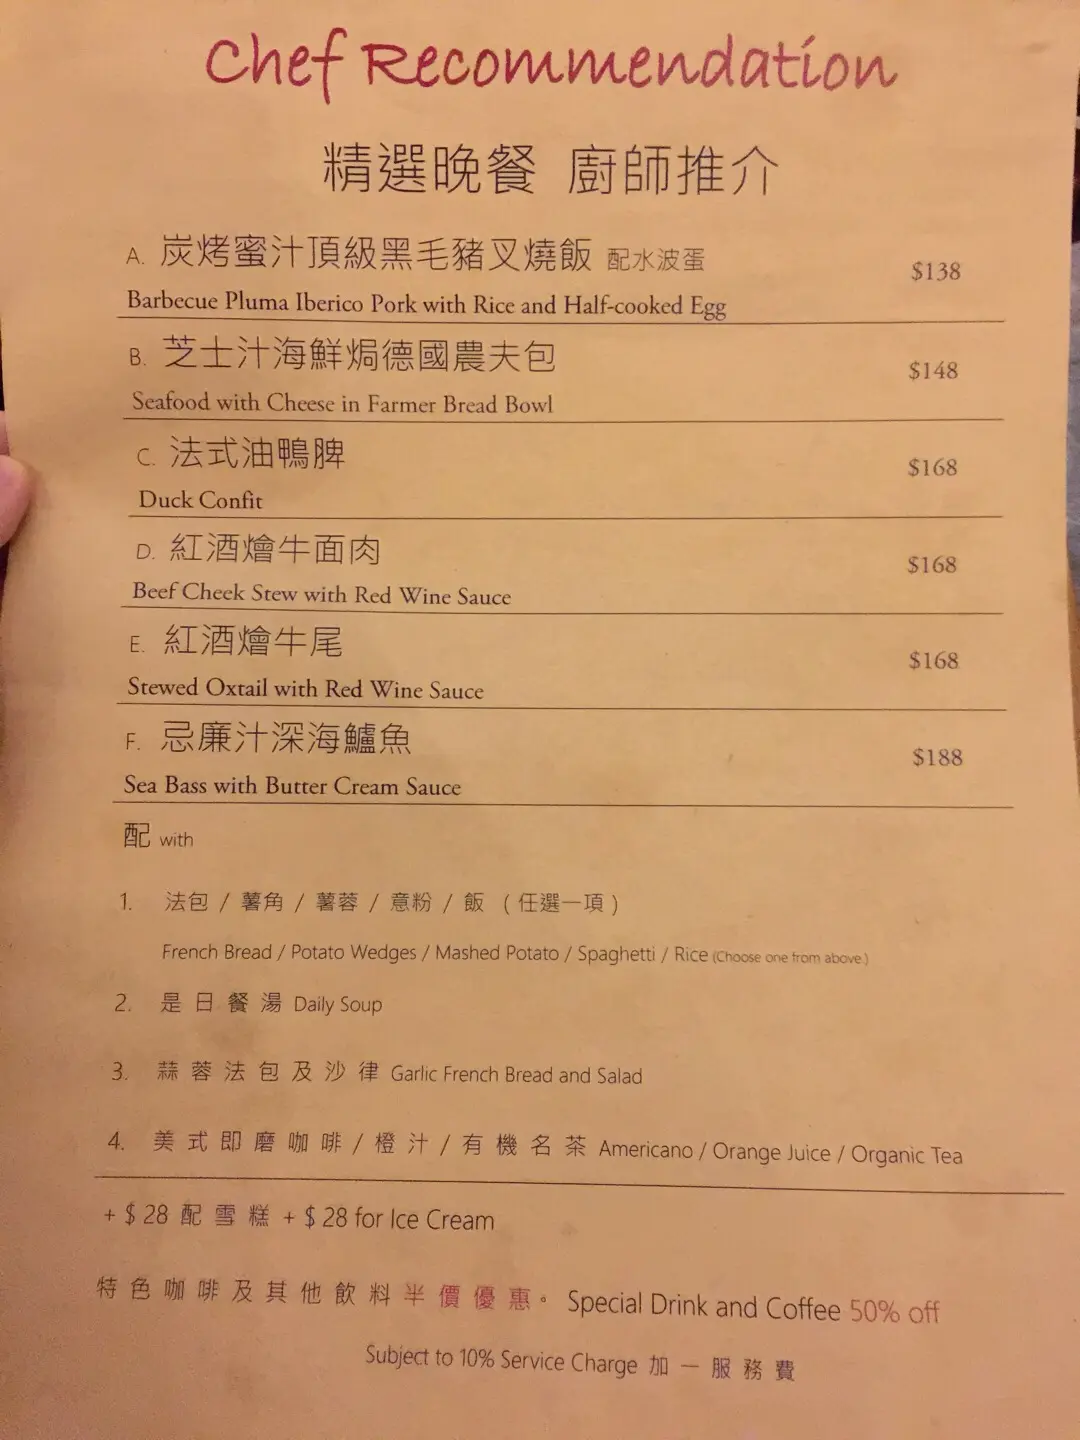 Chef Recommendation
精選晚餐 廚師推介
A. 炭烤蜜汁頂級黑毛豬叉燒飯 配水波蛋 $138
Barbecue Pluma Iberico Pork with Rice and Half-cooked Egg
B. 芝士汁海鮮焗德國農夫包 $148
Seafood with Cheese in Farmer Bread Bowl
C. 法式油鴨脾 $168
Duck Confit
D. 紅酒燴牛面肉 $168
Beef Cheek Stew with Red Wine Sauce
E. 紅酒燴牛尾 $168
Stewed Oxtail with Red Wine Sauce
F. 忌廉汁深海鱸魚 $188
Sea Bass with Butter Cream Sauce
配 with
1. 法包 / 薯角 / 薯蓉 / 意粉 / 飯 (任選一項)
French Bread / Potato Wedges / Mashed Potato / Spaghetti / Rice (Choose one from above.)
2. 是日餐湯 Daily Soup
3. 蒜蓉法包及沙律 Garlic French Bread and Salad
4. 美式即磨咖啡 / 橙汁 / 有機名茶 Americano / Orange Juice / Organic Tea
+ $ 28 配雪糕 + $ 28 for Ice Cream
特色咖啡及其他飲料半價優惠。 Special Drink and Coffee 50% off
Subject to 10% Service Charge 加一服務費